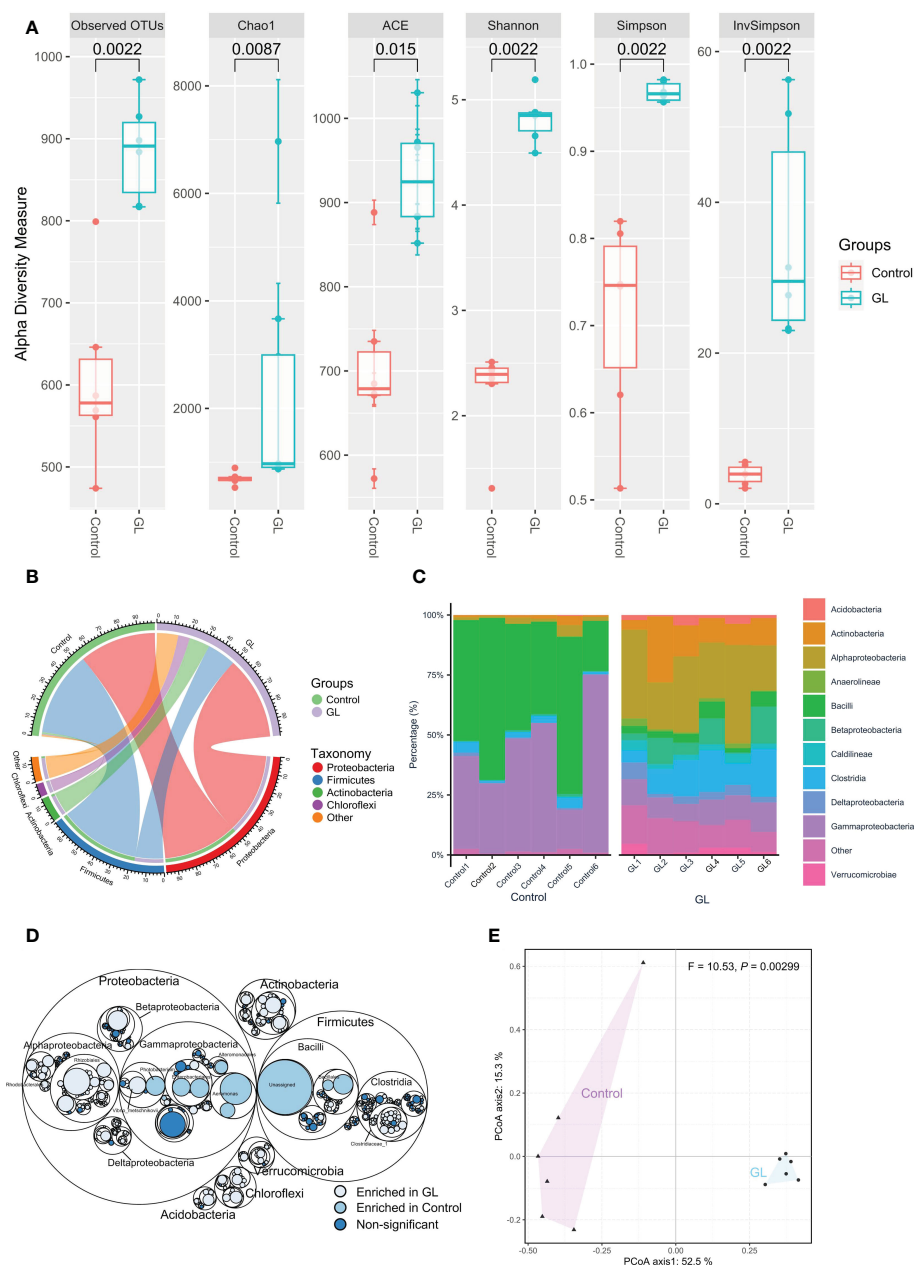 A
Observed OTUs
Chao1
ACE
Shannon
Simpson
InvSimpson
0.0022
0.0087
0.015
0.0022
0.0022
0.0022
Alpha Diversity Measure
1000
900
800
700
600
500
8000
6000
4000
2000
1000
900
800
700
600
5
4
3
2
1.0
0.9
0.8
0.7
0.6
0.5
60
40
20
0
Control
GL
Control
GL
Control
GL
Control
GL
Control
GL
Control
GL
Groups
Control
GL
B
Control
GL
Other
Chloroflexi
Actinobacteria
Firmicutes
Proteobacteria
Groups
Control
GL
Taxonomy
Proteobacteria
Firmicutes
Actinobacteria
Chloroflexi
Other
C
Percentage (%)
100%
75%
50%
25%
0%
Control1
Control2
Control3
Control4
Control5
Control6
Control
GL1
GL2
GL3
GL4
GL5
GL6
GL
Acidobacteria
Actinobacteria
Alphaproteobacteria
Anaerolineae
Bacilli
Betaproteobacteria
Caldilineae
Clostridia
Deltaproteobacteria
Gammaproteobacteria
Other
Verrucomicrobiae
D
Proteobacteria
Betaproteobacteria
Alphaproteobacteria
Rhizobiales
Gammaproteobacteria
Alteromonadales
Aeromonas
Deltaproteobacteria
Actinobacteria
Firmicutes
Bacilli
Unassigned
Clostridia
Clostridiaceae_1
Verrucomicrobia
Chloroflexi
Acidobacteria
Enriched in GL
Enriched in Control
Non-significant
E
F = 10.53, P = 0.00299
PCoA axis2: 15.3 %
0.6
0.4
0.2
0.0
-0.2
Control
GL
-0.50
-0.25
0.00
0.25
PCoA axis1: 52.5 %